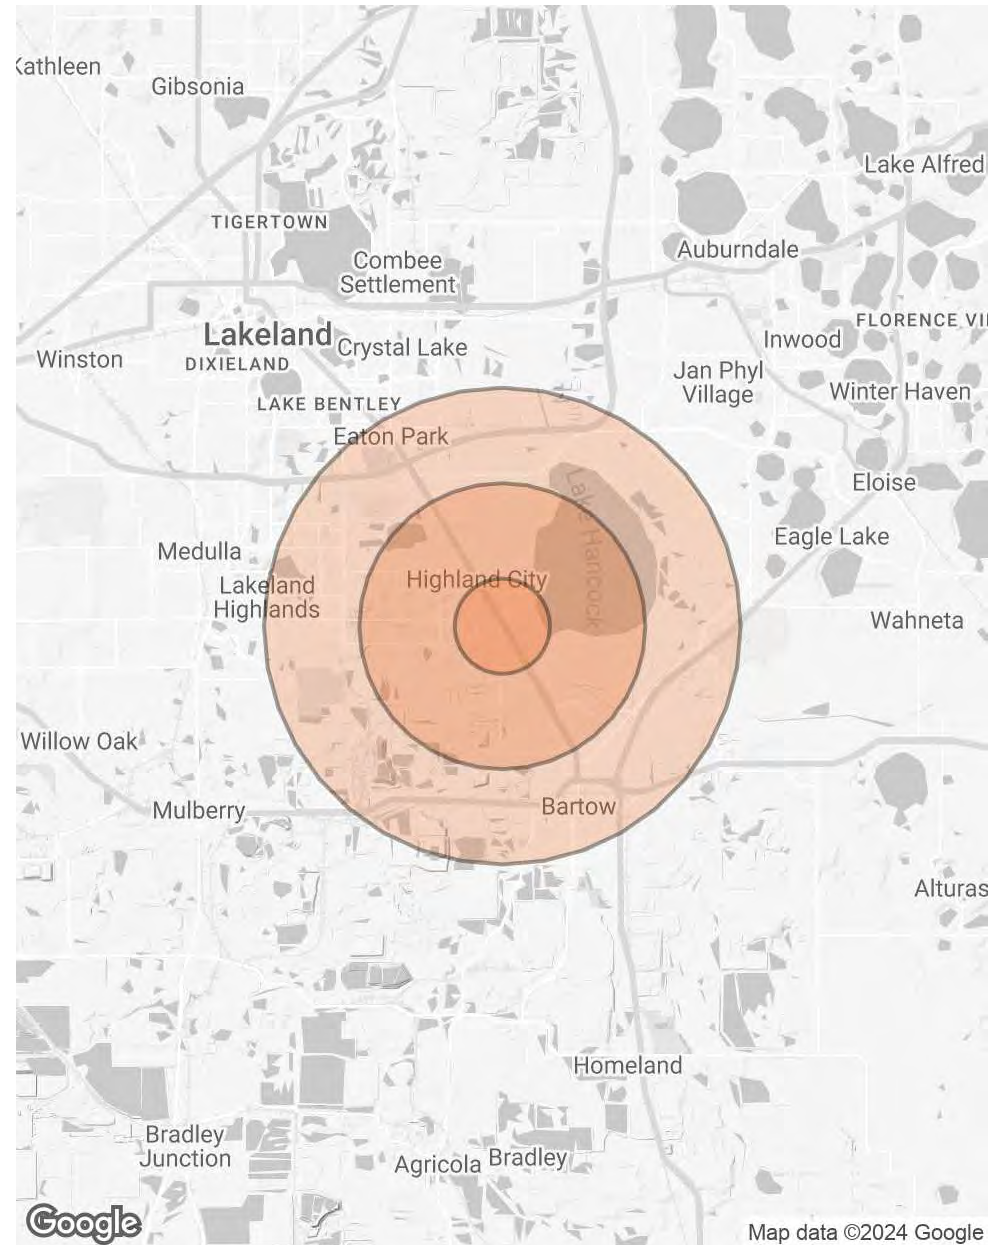 Kathleen
Gibsonia
Lake Alfred
TIGERTOWN
Auburndale
Combee
Settlement
FLORENCE VI
Lakeland
Inwood
Crystal Lake
Winston
DIXIELAND
Jan Phyl
Village
Winter Haven
LAKE BENTLEY
Eaton Park
Eloise
Lake Hancock
Eagle Lake
Medulla
Highland City
Lakeland
Highlands
Wahneta
Willow Oak
Mulberry
Bartow
Alturas
Homeland
Bradley
Junction
Agricola
Bradley
Google
Map data ©2024 Google